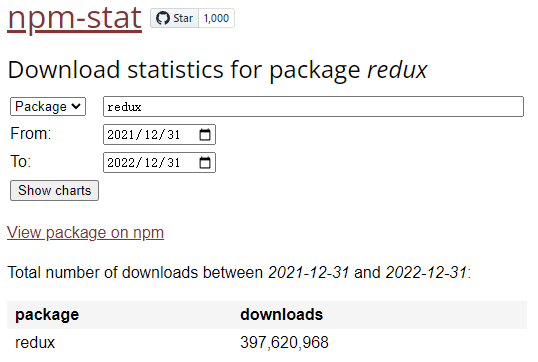 npm-stat Star 1,000
Download statistics for package redux
Package redux
From: 2021/12/31
To: 2022/12/31
Show charts
View package on npm
Total number of downloads between 2021-12-31 and 2022-12-31:
package downloads
redux 397,620,968